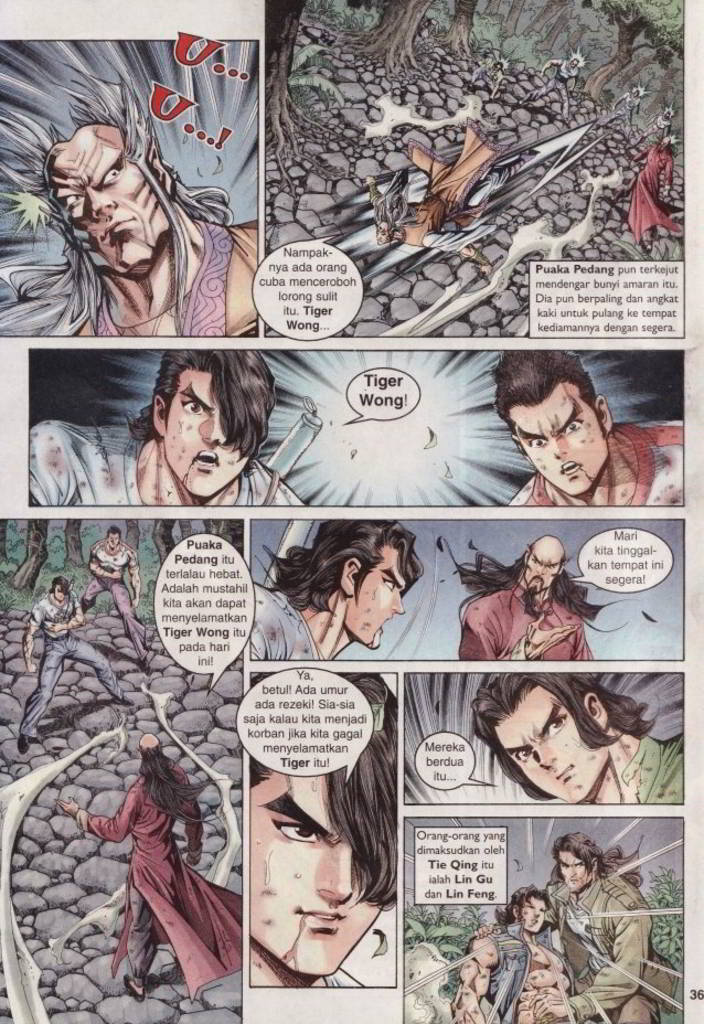 U...
U...!
Nampak-
nya ada orang
cuba menceroboh
lorong sulit
itu. Tiger
Wong...
Puaka Pedang pun terkejut
mendengar bunyi amaran itu.
Dia pun berpaling dan angkat
kaki untuk pulang ke tempat
kediamannya dengan segera.
Tiger
Wong!
Puaka
Pedang itu
terlalu hebat.
Adalah mustahil
kita akan dapat
menyelamatkan
Tiger Wong itu
pada hari
ini!
Mari
kita tinggal-
kan tempat ini
segera!
Ya,
betul! Ada umur
ada rezeki! Sia-sia
saja kalau kita menjadi
korban jika kita gagal
menyelamatkan
Tiger itu!
Mereka
berdua
itu...
Orang-orang yang
dimaksudkan oleh
Tie Qing itu
ialah Lin Gu
dan Lin Feng.
36